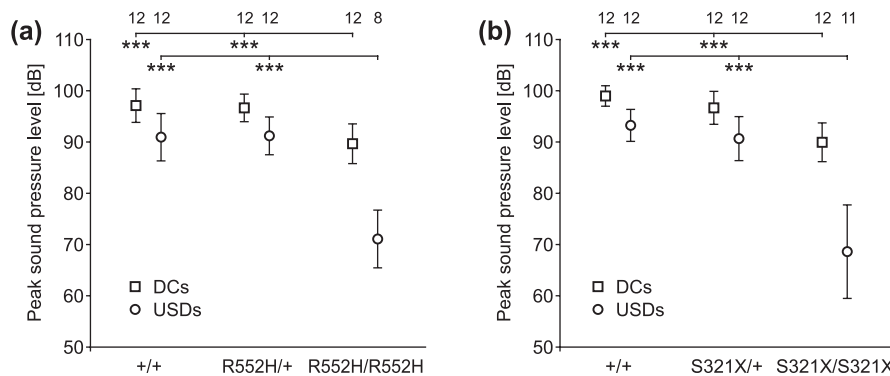 12 12 12 12 12 8
(a)
110
100
90
80
70
60
50
Peak sound pressure level [dB]
*** ***
*** ***
DCs
USDs
+/+ R552H/+ R552H/R552H
12 12 12 12 12 11
(b)
110
100
90
80
70
60
50
Peak sound pressure level [dB]
*** ***
*** ***
DCs
USDs
+/+ S321X/+ S321X/S321X